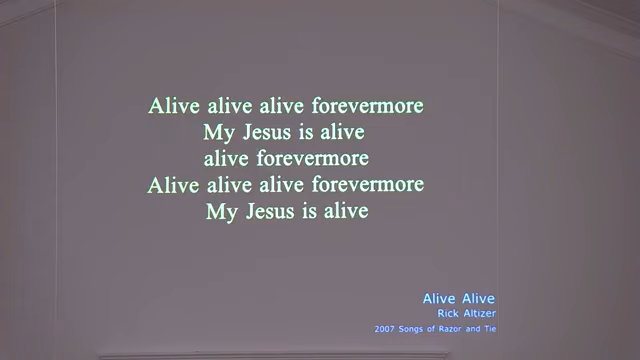 Alive alive alive forevermore
My Jesus is alive
alive forevermore
Alive alive alive forevermore
My Jesus is alive
Alive Alive
Rick Altizer
2007 Songs of Razor and Tie